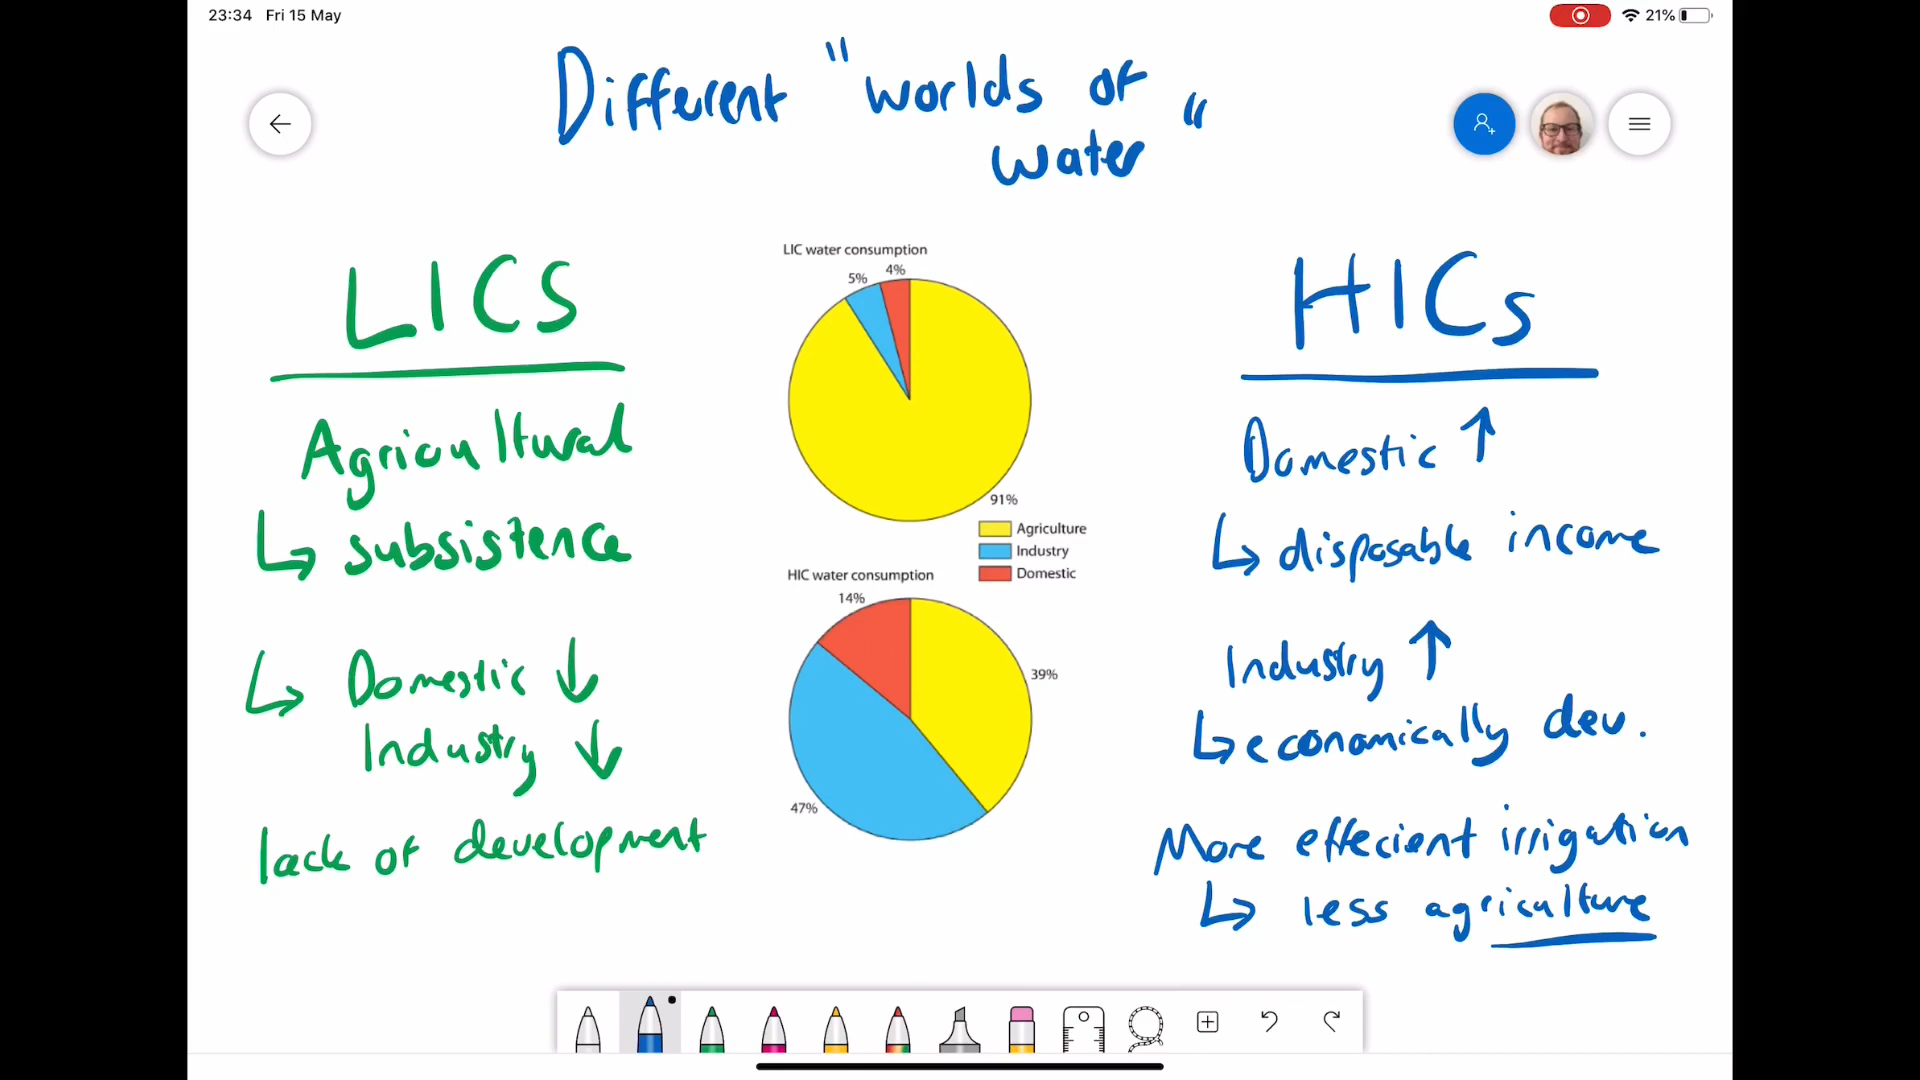 23:34 Fri 15 May
21%
Different "worlds of
water"
LICS
Agricultural
↳ subsistence
↳ Domestic ↓
Industry ↓
lack of development
LIC water consumption
5%
4%
91%
Agriculture
Industry
Domestic
HIC water consumption
14%
39%
47%
HICs
Domestic ↑
↳ disposable income
Industry ↑
↳ economically dev.
More effecient irrigation
↳ less agriculture